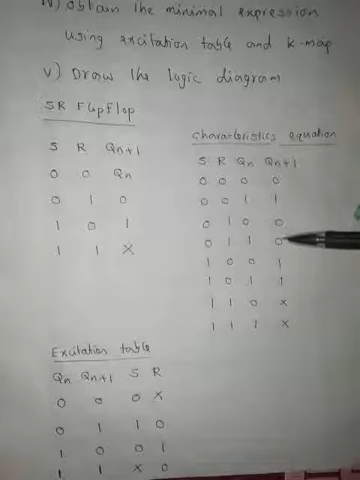 iv) obtain the minimal expression
using excitation table and k-map
v) Draw the logic diagram
SR FlipFlop
S R Qn+1
0 0 Qn
0 1 0
1 0 1
1 1 X
Characteristics equation
S R Qn Qn+1
0 0 0 0
0 0 1 1
0 1 0 0
0 1 1 0
1 0 0 1
1 0 1 1
1 1 0 X
1 1 1 X
Excitation table
Qn Qn+1 S R
0 0 0 X
0 1 1 0
1 0 0 1
1 1 X 0